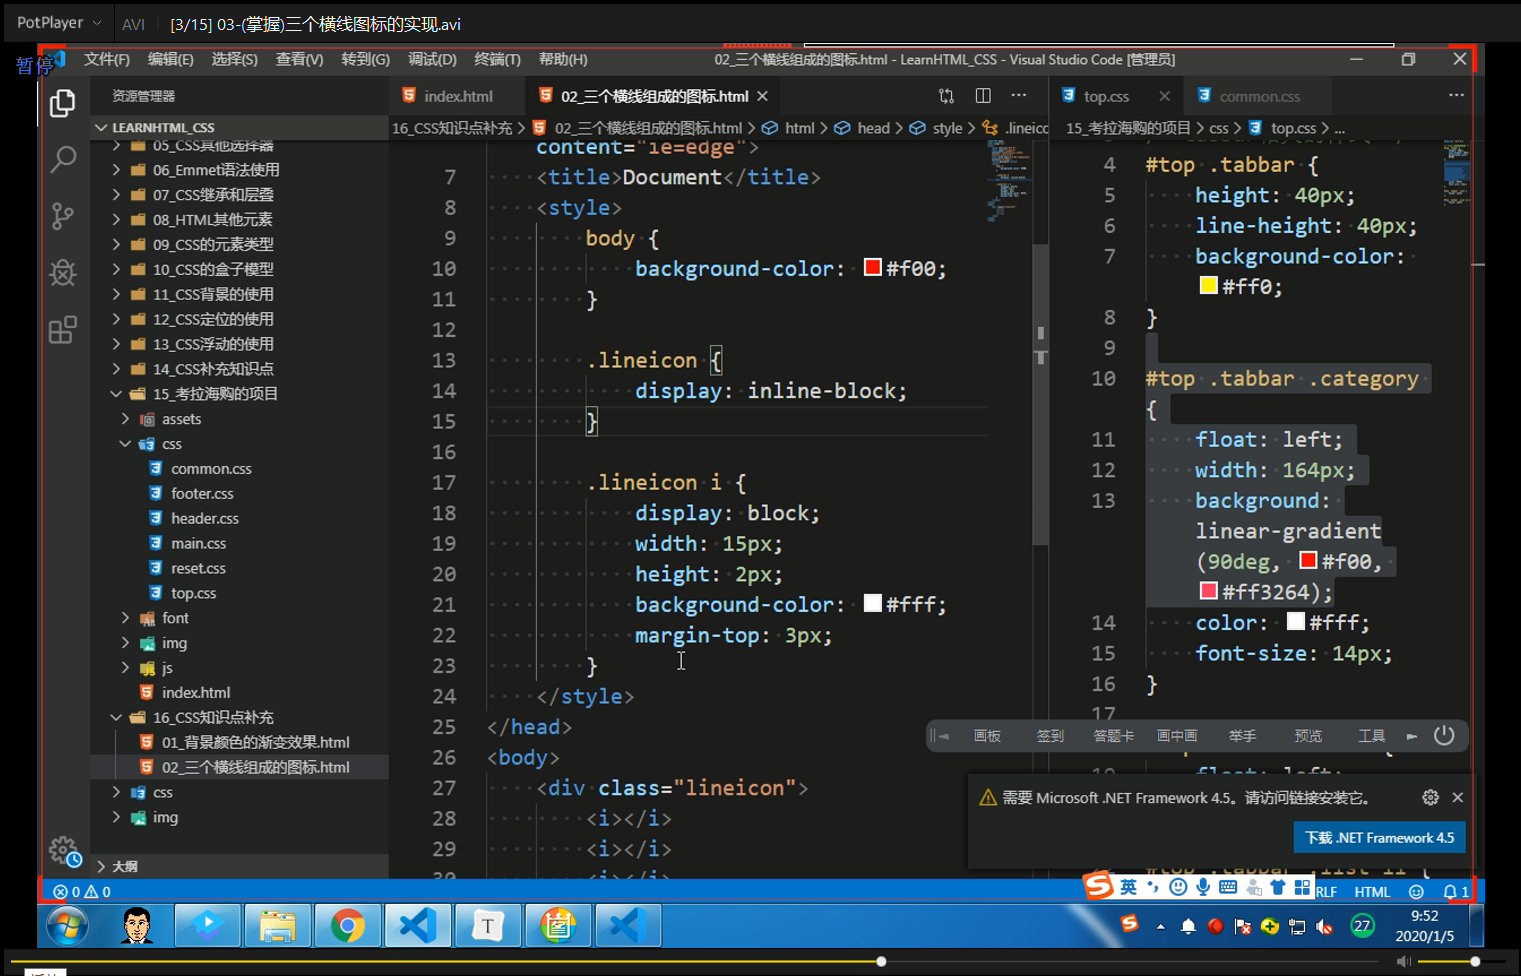 PotPlayer AVI [3/15] 03-(掌握)三个横线图标的实现.avi
暂停
文件(F) 编辑(E) 选择(S) 查看(V) 转到(G) 调试(D) 终端(T) 帮助(H) 02_三个横线组成的图标.html - LearnHTML_CSS - Visual Studio Code [管理员]
资源管理器
LEARNHTML_CSS
05_CSS其他选择器
06_Emmet语法使用
07_CSS继承和层叠
08_HTML其他元素
09_CSS的元素类型
10_CSS的盒子模型
11_CSS背景的使用
12_CSS定位的使用
13_CSS浮动的使用
14_CSS补充知识点
15_考拉海购的项目
assets
css
common.css
footer.css
header.css
main.css
reset.css
top.css
font
img
js
index.html
16_CSS知识点补充
01_背景颜色的渐变效果.html
02_三个横线组成的图标.html
css
img
大纲
index.html 02_三个横线组成的图标.html
16_CSS知识点补充 > 02_三个横线组成的图标.html > html > head > style > .lineico
content="ie=edge">
7 <title>Document</title>
8 <style>
9 body {
10 background-color: #f00;
11 }
12
13 .lineicon {
14 display: inline-block;
15 }
16
17 .lineicon i {
18 display: block;
19 width: 15px;
20 height: 2px;
21 background-color: #fff;
22 margin-top: 3px;
23 }
24 </style>
25 </head>
26 <body>
27 <div class="lineicon">
28 <i></i>
29 <i></i>
<i></i>
top.css common.css
15_考拉海购的项目 > css > top.css > ...
4 #top .tabbar {
5 height: 40px;
6 line-height: 40px;
7 background-color:
#ff0;
8 }
9
10 #top .tabbar .category
{
11 float: left;
12 width: 164px;
13 background:
linear-gradient
(90deg, #f00,
#ff3264);
14 color: #fff;
15 font-size: 14px;
16 }
17
float: left;
#top .tabbar .list li {
画板 签到 答题卡 画中画 举手 预览 工具
需要 Microsoft .NET Framework 4.5。请访问链接安装它。
下载 .NET Framework 4.5
0 0
英
RLF HTML 1
T
27
9:52
2020/1/5